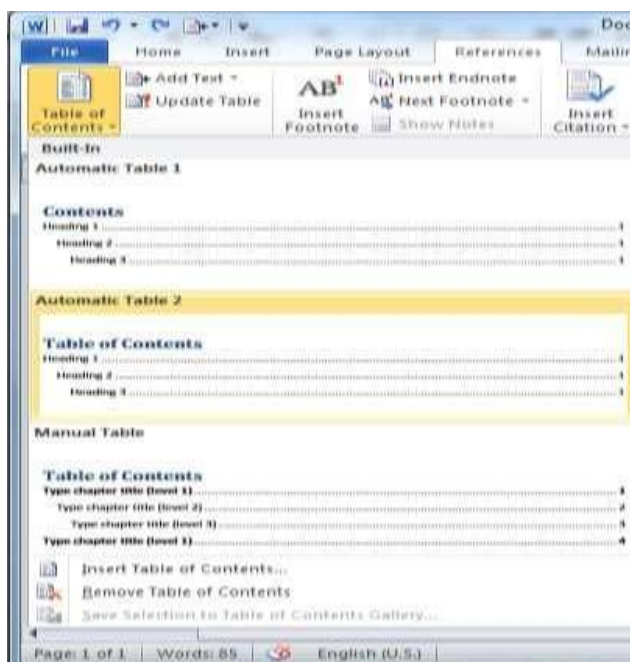 W Doc
File Home Insert Page Layout References Mailin
Add Text AB¹ Insert Endnote
Update Table Next Footnote
Table of Contents Insert Footnote Show Notes Insert Citation
Built-In
Automatic Table 1
Contents
Heading 1 1
Heading 2 1
Heading 3 1
Automatic Table 2
Table of Contents
Heading 1 1
Heading 2 1
Heading 3 1
Manual Table
Table of Contents
Type chapter title (level 1) 1
Type chapter title (level 2) 2
Type chapter title (level 3) 3
Type chapter title (level 1) 4
Insert Table of Contents...
Remove Table of Contents
Save Selection to Table of Contents Gallery...
Page: 1 of 1 Words: 85 English (U.S.)